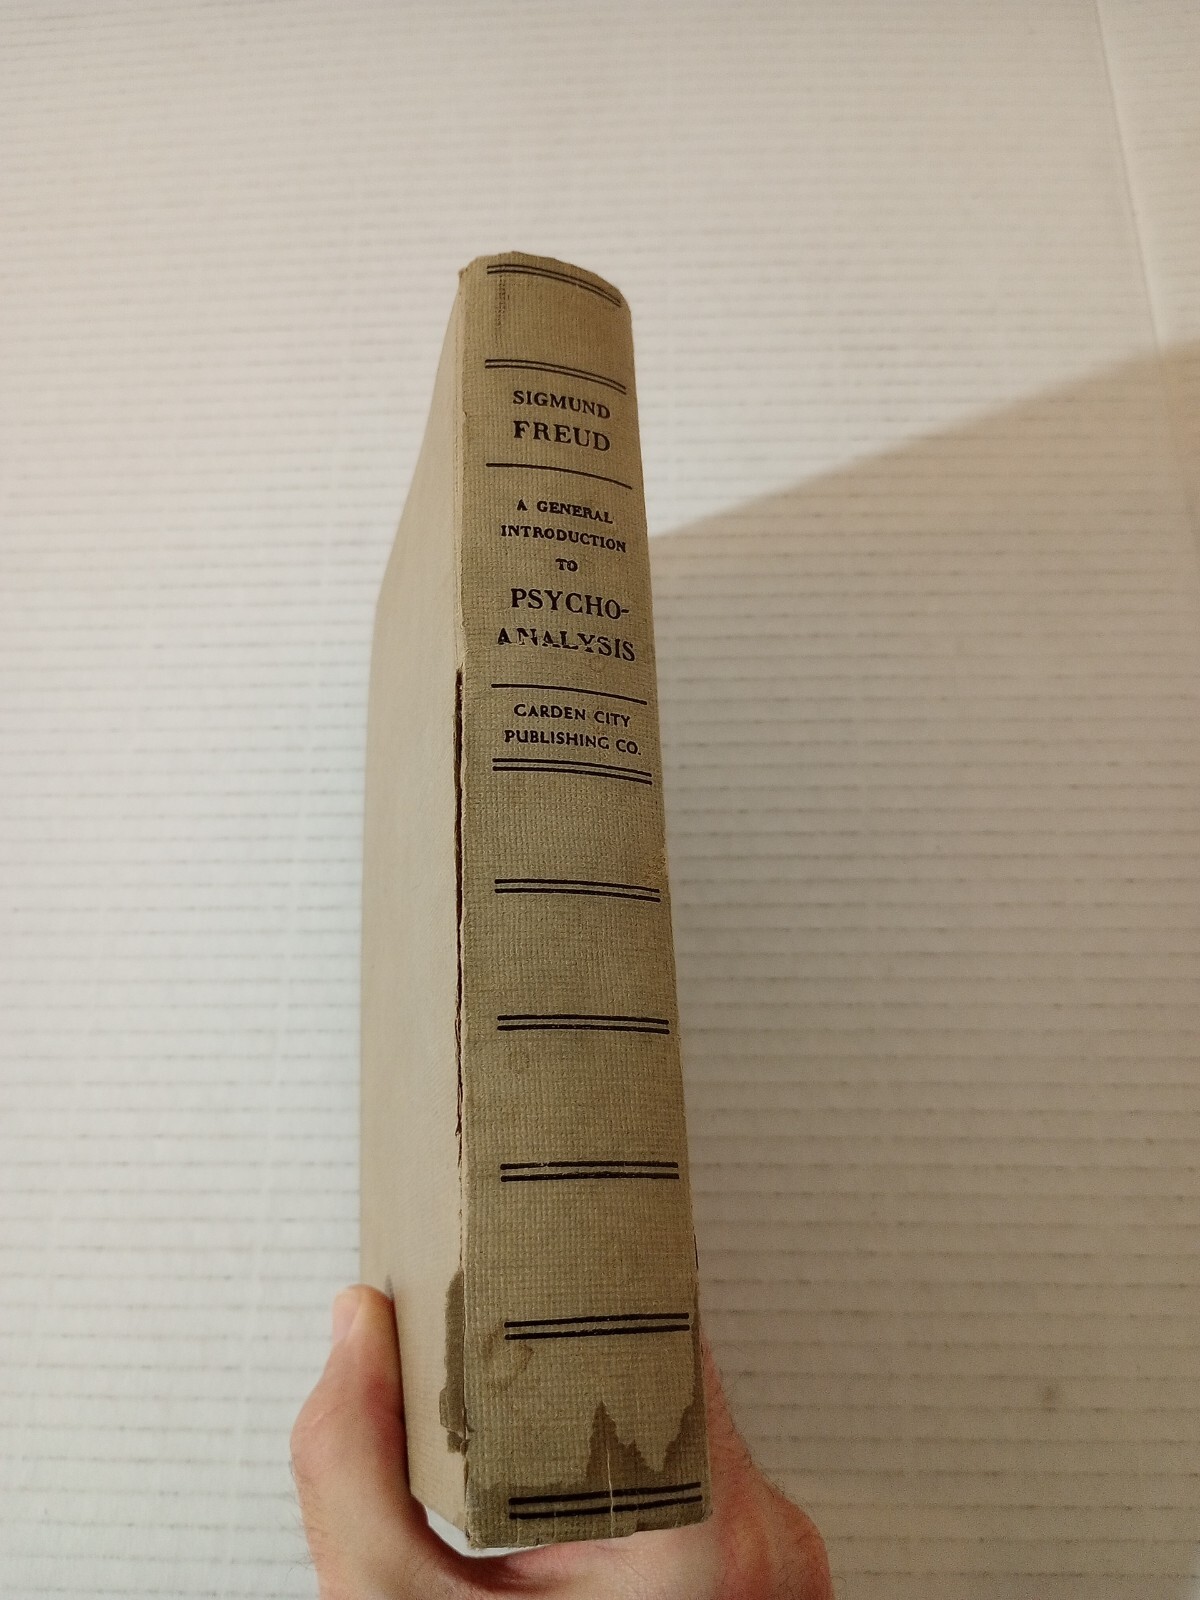 SIGMUND
FREUD
A GENERAL
INTRODUCTION
TO
PSYCHO-
ANALYSIS
GARDEN CITY
PUBLISHING CO.